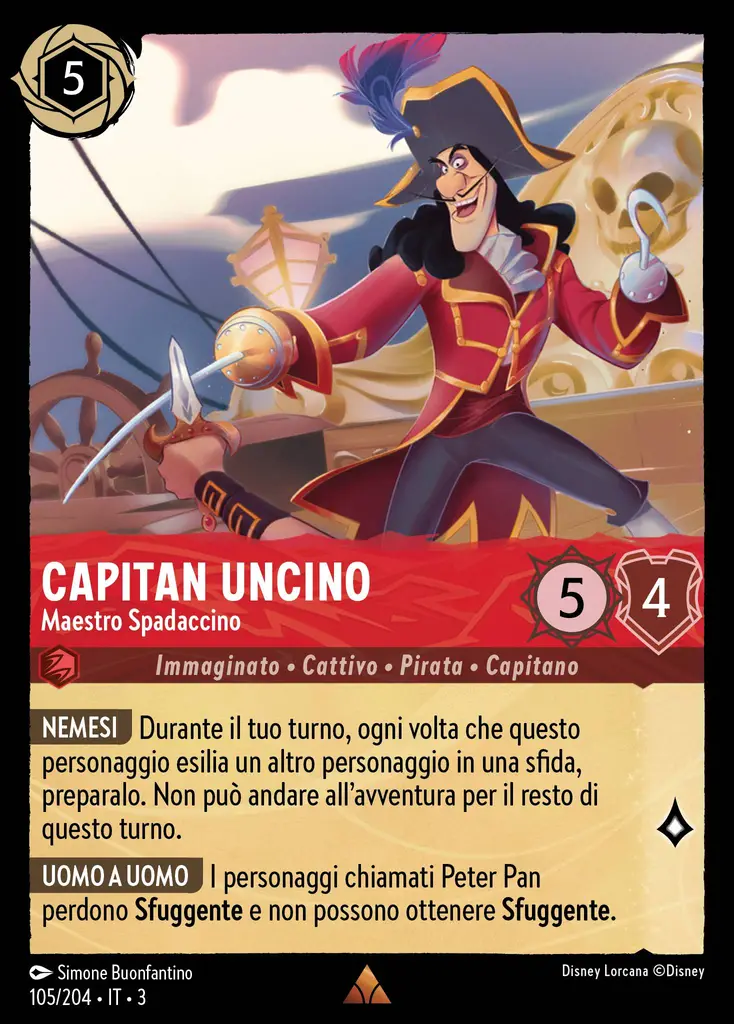 5
CAPITAN UNCINO
Maestro Spadaccino
5 4
Immaginato • Cattivo • Pirata • Capitano
NEMESI Durante il tuo turno, ogni volta che questo
personaggio esilia un altro personaggio in una sfida,
preparalo. Non può andare all’avventura per il resto di
questo turno.
UOMO A UOMO I personaggi chiamati Peter Pan
perdono Sfuggente e non possono ottenere Sfuggente.
Simone Buonfantino
Disney Lorcana ©Disney
105/204 • IT • 3